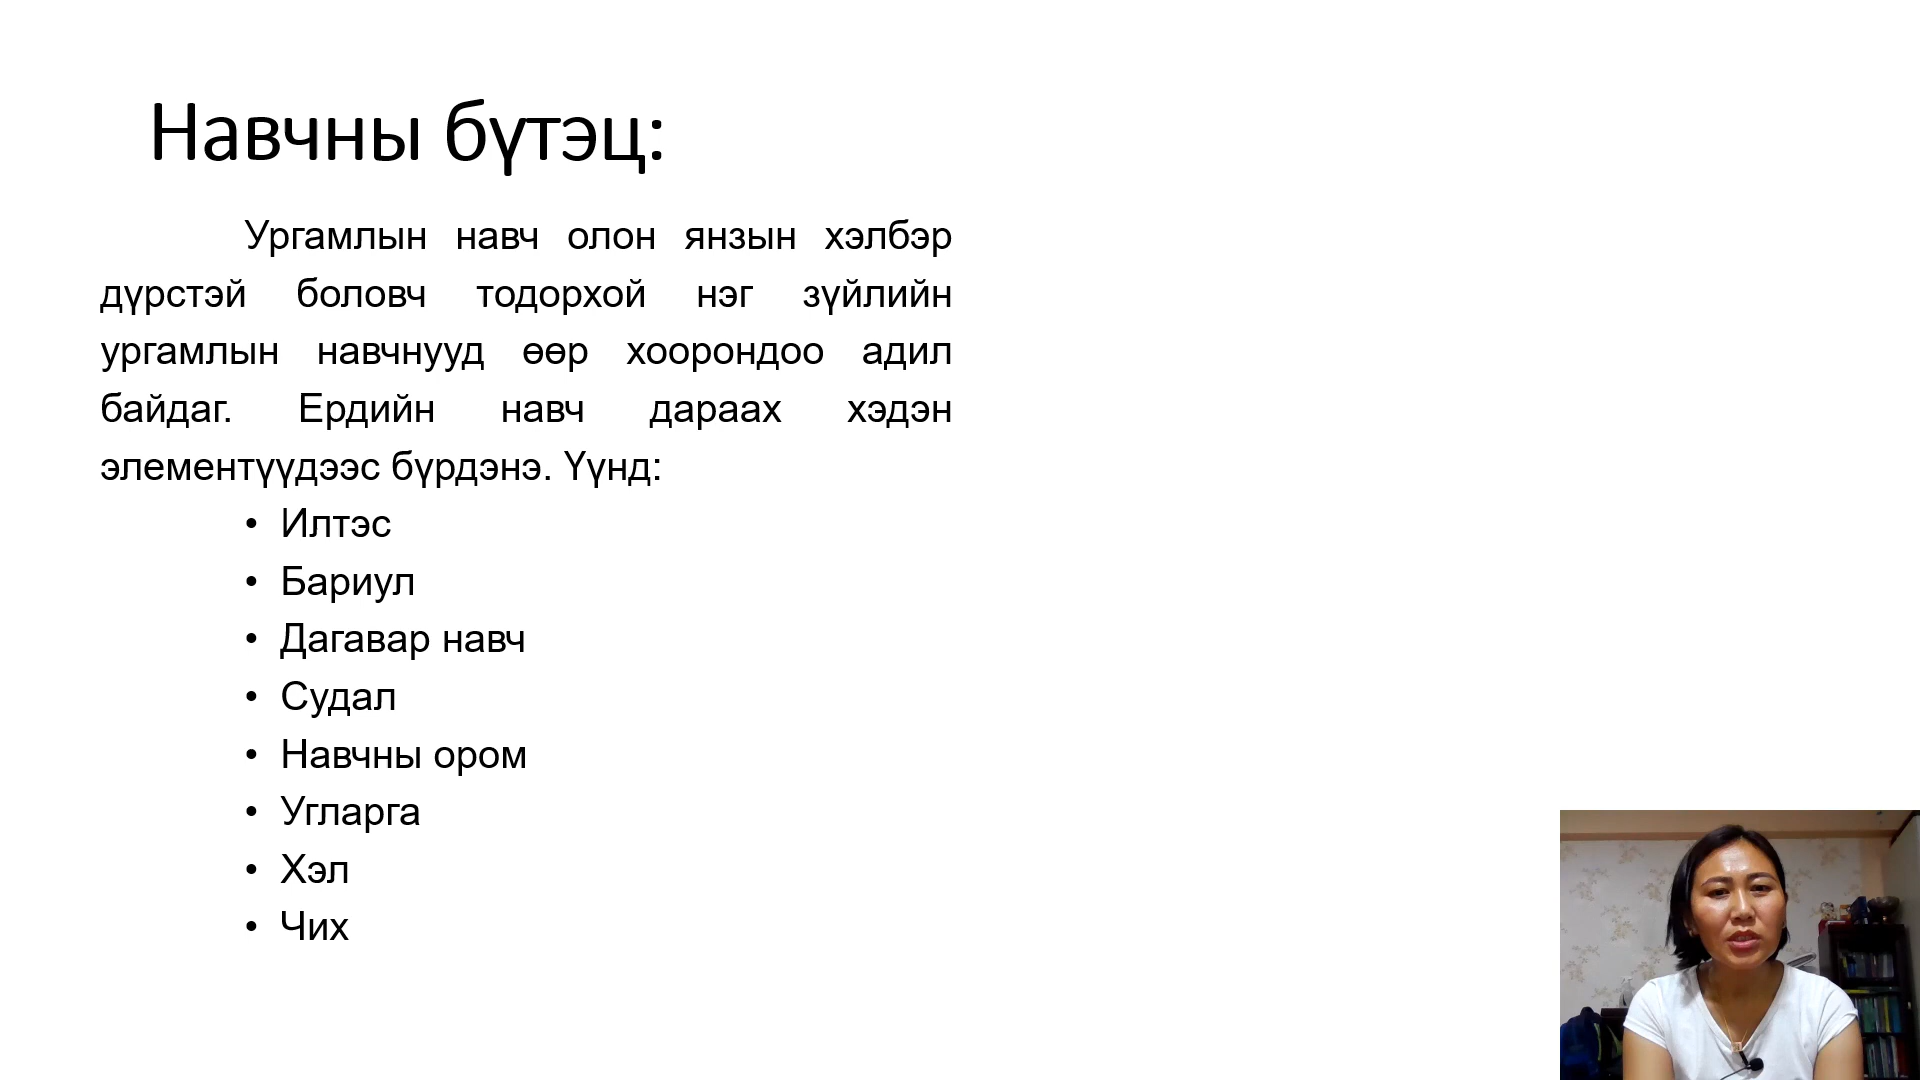 Навчны бүтэц:
Ургамлын навч олон янзын хэлбэр
дүрстэй боловч тодорхой нэг зүйлийн
ургамлын навчнууд өөр хоорондоо адил
байдаг. Ердийн навч дараах хэдэн
элементүүдээс бүрдэнэ. Үүнд:
• Илтэс
• Бариул
• Дагавар навч
• Судал
• Навчны ором
• Угларга
• Хэл
• Чих